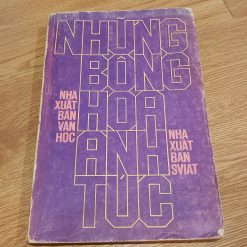 NHỮNG
BÔNG
HOA
ANH
TÚC
NHÀ
XUẤT
BẢN
VĂN
HỌC
NHÀ
XUẤT
BẢN
SVIAT